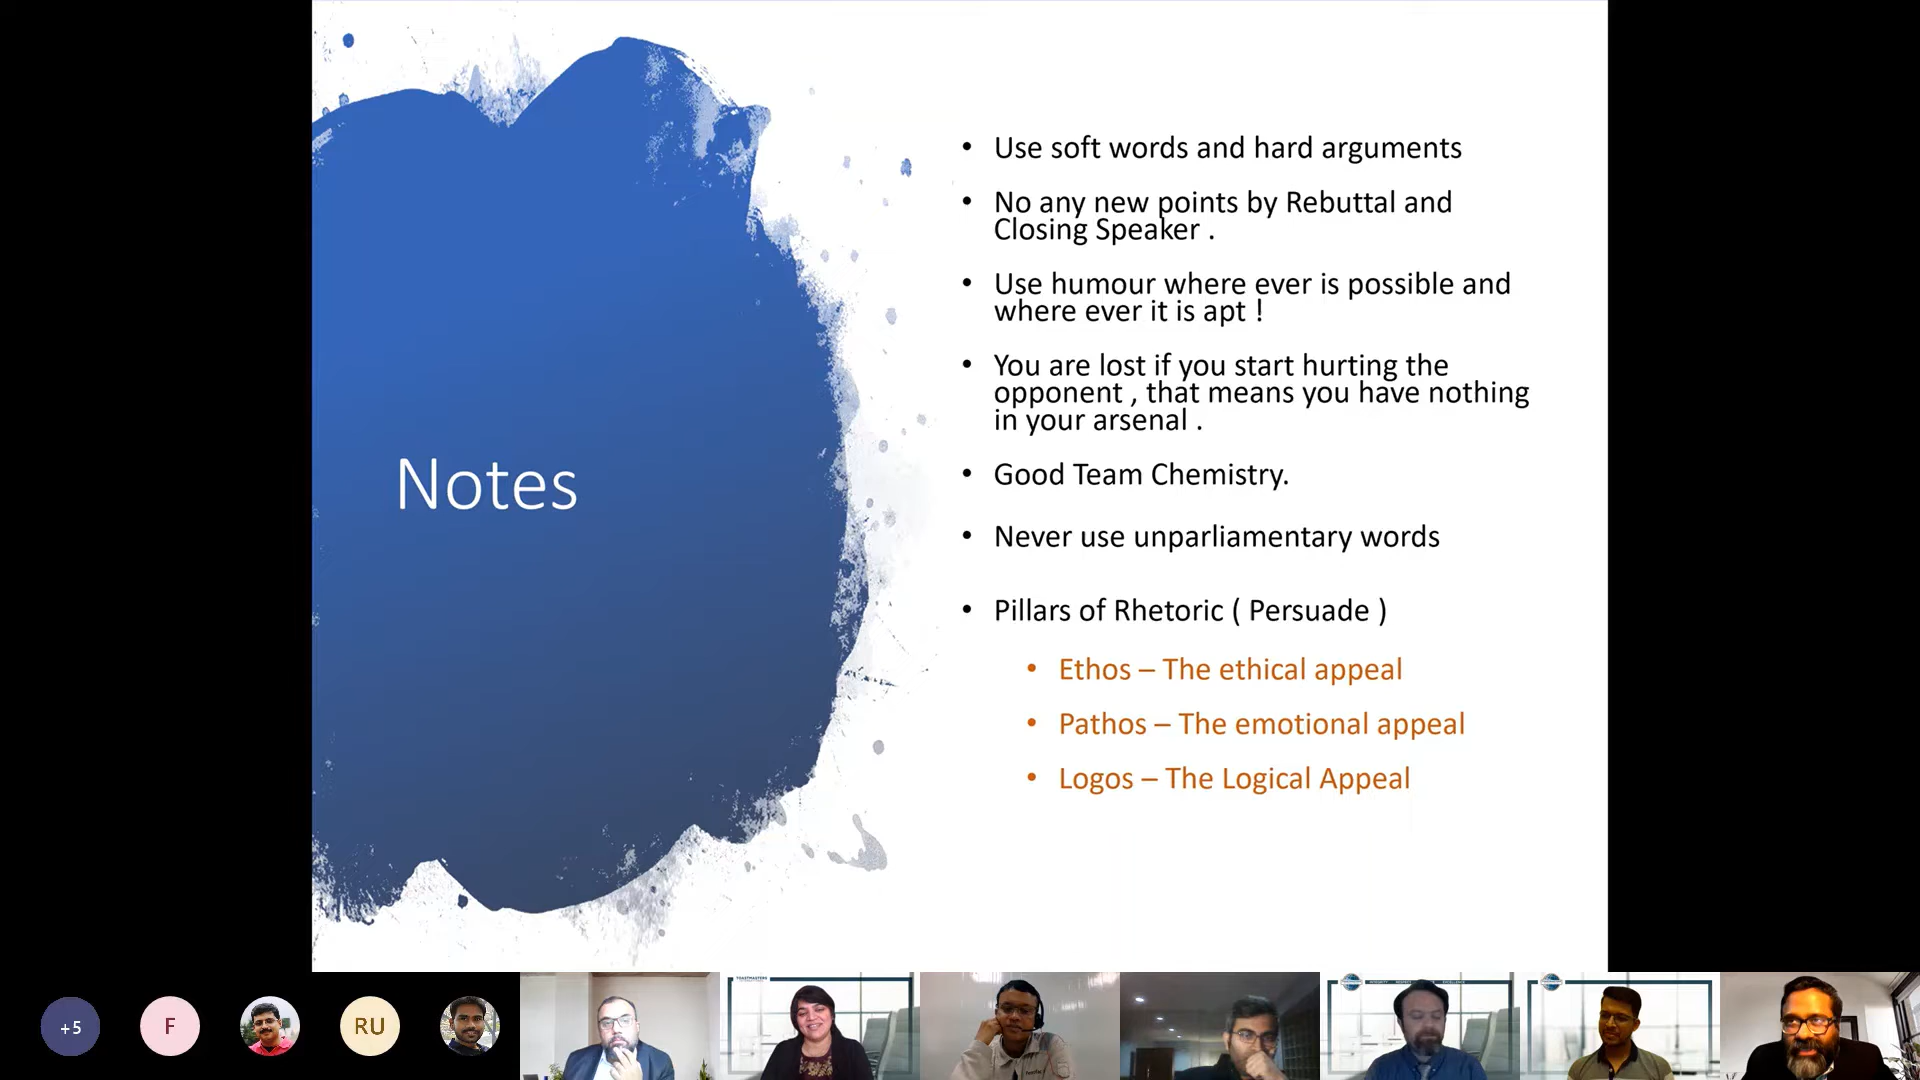 Notes
• Use soft words and hard arguments
• No any new points by Rebuttal and
Closing Speaker .
• Use humour where ever is possible and
where ever it is apt !
• You are lost if you start hurting the
opponent , that means you have nothing
in your arsenal .
• Good Team Chemistry.
• Never use unparliamentary words
• Pillars of Rhetoric ( Persuade )
• Ethos – The ethical appeal
• Pathos – The emotional appeal
• Logos – The Logical Appeal
+5
F
RU
TOASTMASTERS